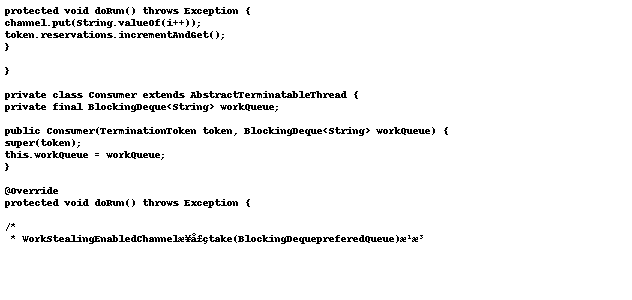 protected void doRun() throws Exception {
channel.put(String.valueOf(i++));
token.reservations.incrementAndGet();
}
}
private class Consumer extends AbstractTerminatableThread {
private final BlockingDeque<String> workQueue;
public Consumer(TerminationToken token, BlockingDeque<String> workQueue) {
super(token);
this.workQueue = workQueue;
}
@Override
protected void doRun() throws Exception {
/*
* WorkStealingEnabledChannelæ¥å£çtake(BlockingDequepreferedQueue)æ¹æ³